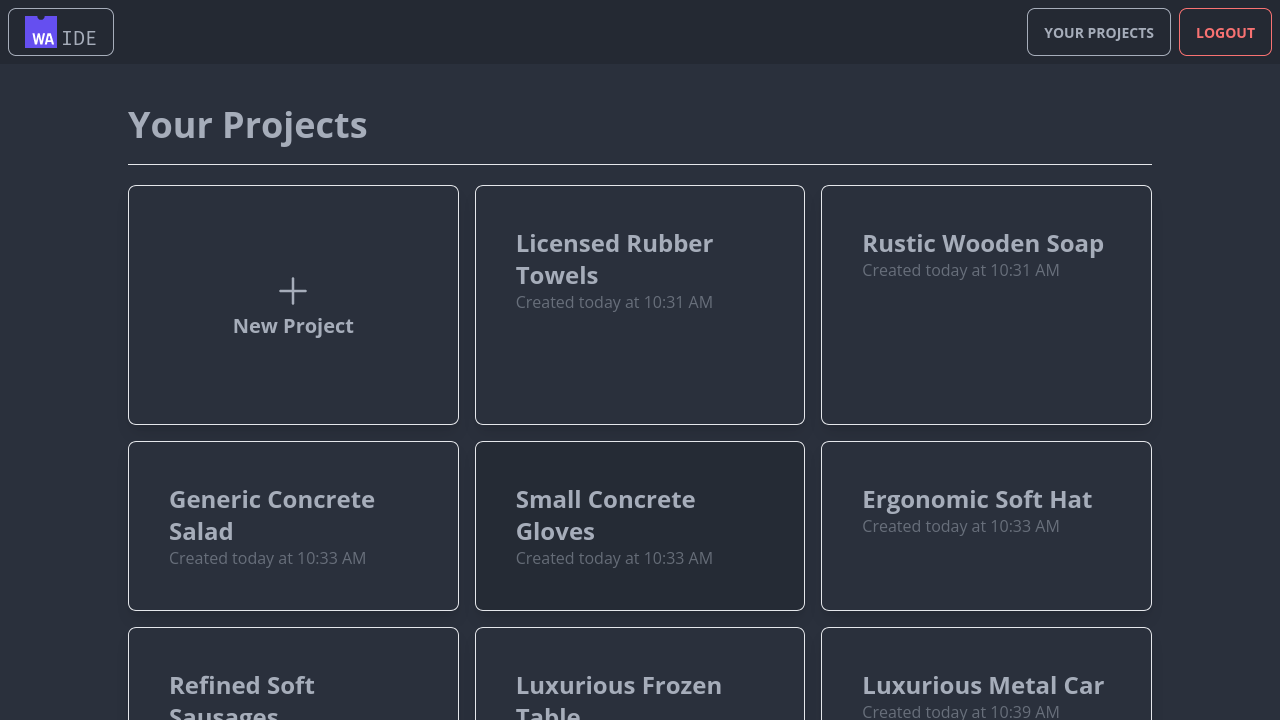 WA IDE
YOUR PROJECTS
LOGOUT
Your Projects
New Project
Licensed Rubber
Towels
Created today at 10:31 AM
Rustic Wooden Soap
Created today at 10:31 AM
Generic Concrete
Salad
Created today at 10:33 AM
Small Concrete
Gloves
Created today at 10:33 AM
Ergonomic Soft Hat
Created today at 10:33 AM
Refined Soft
Sausages
Luxurious Frozen
Table
Luxurious Metal Car
Created today at 10:39 AM